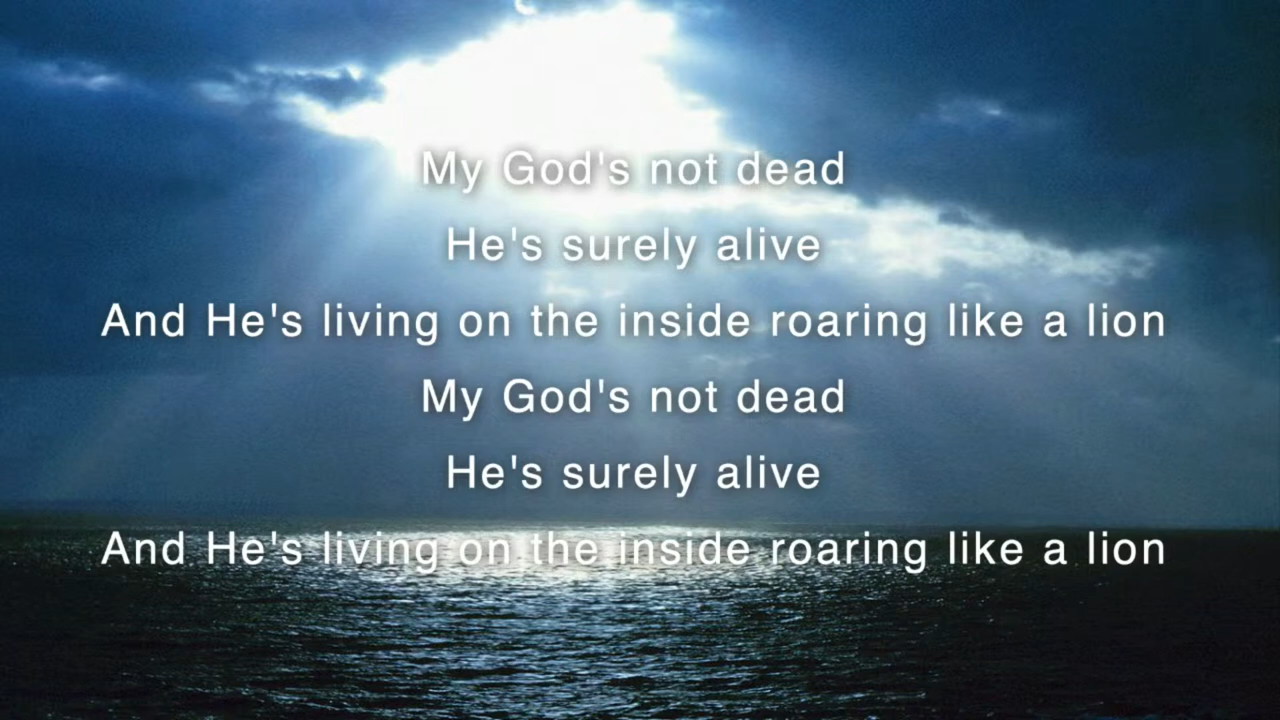 My God's not dead
He's surely alive
And He's living on the inside roaring like a lion
My God's not dead
He's surely alive
And He's living on the inside roaring like a lion